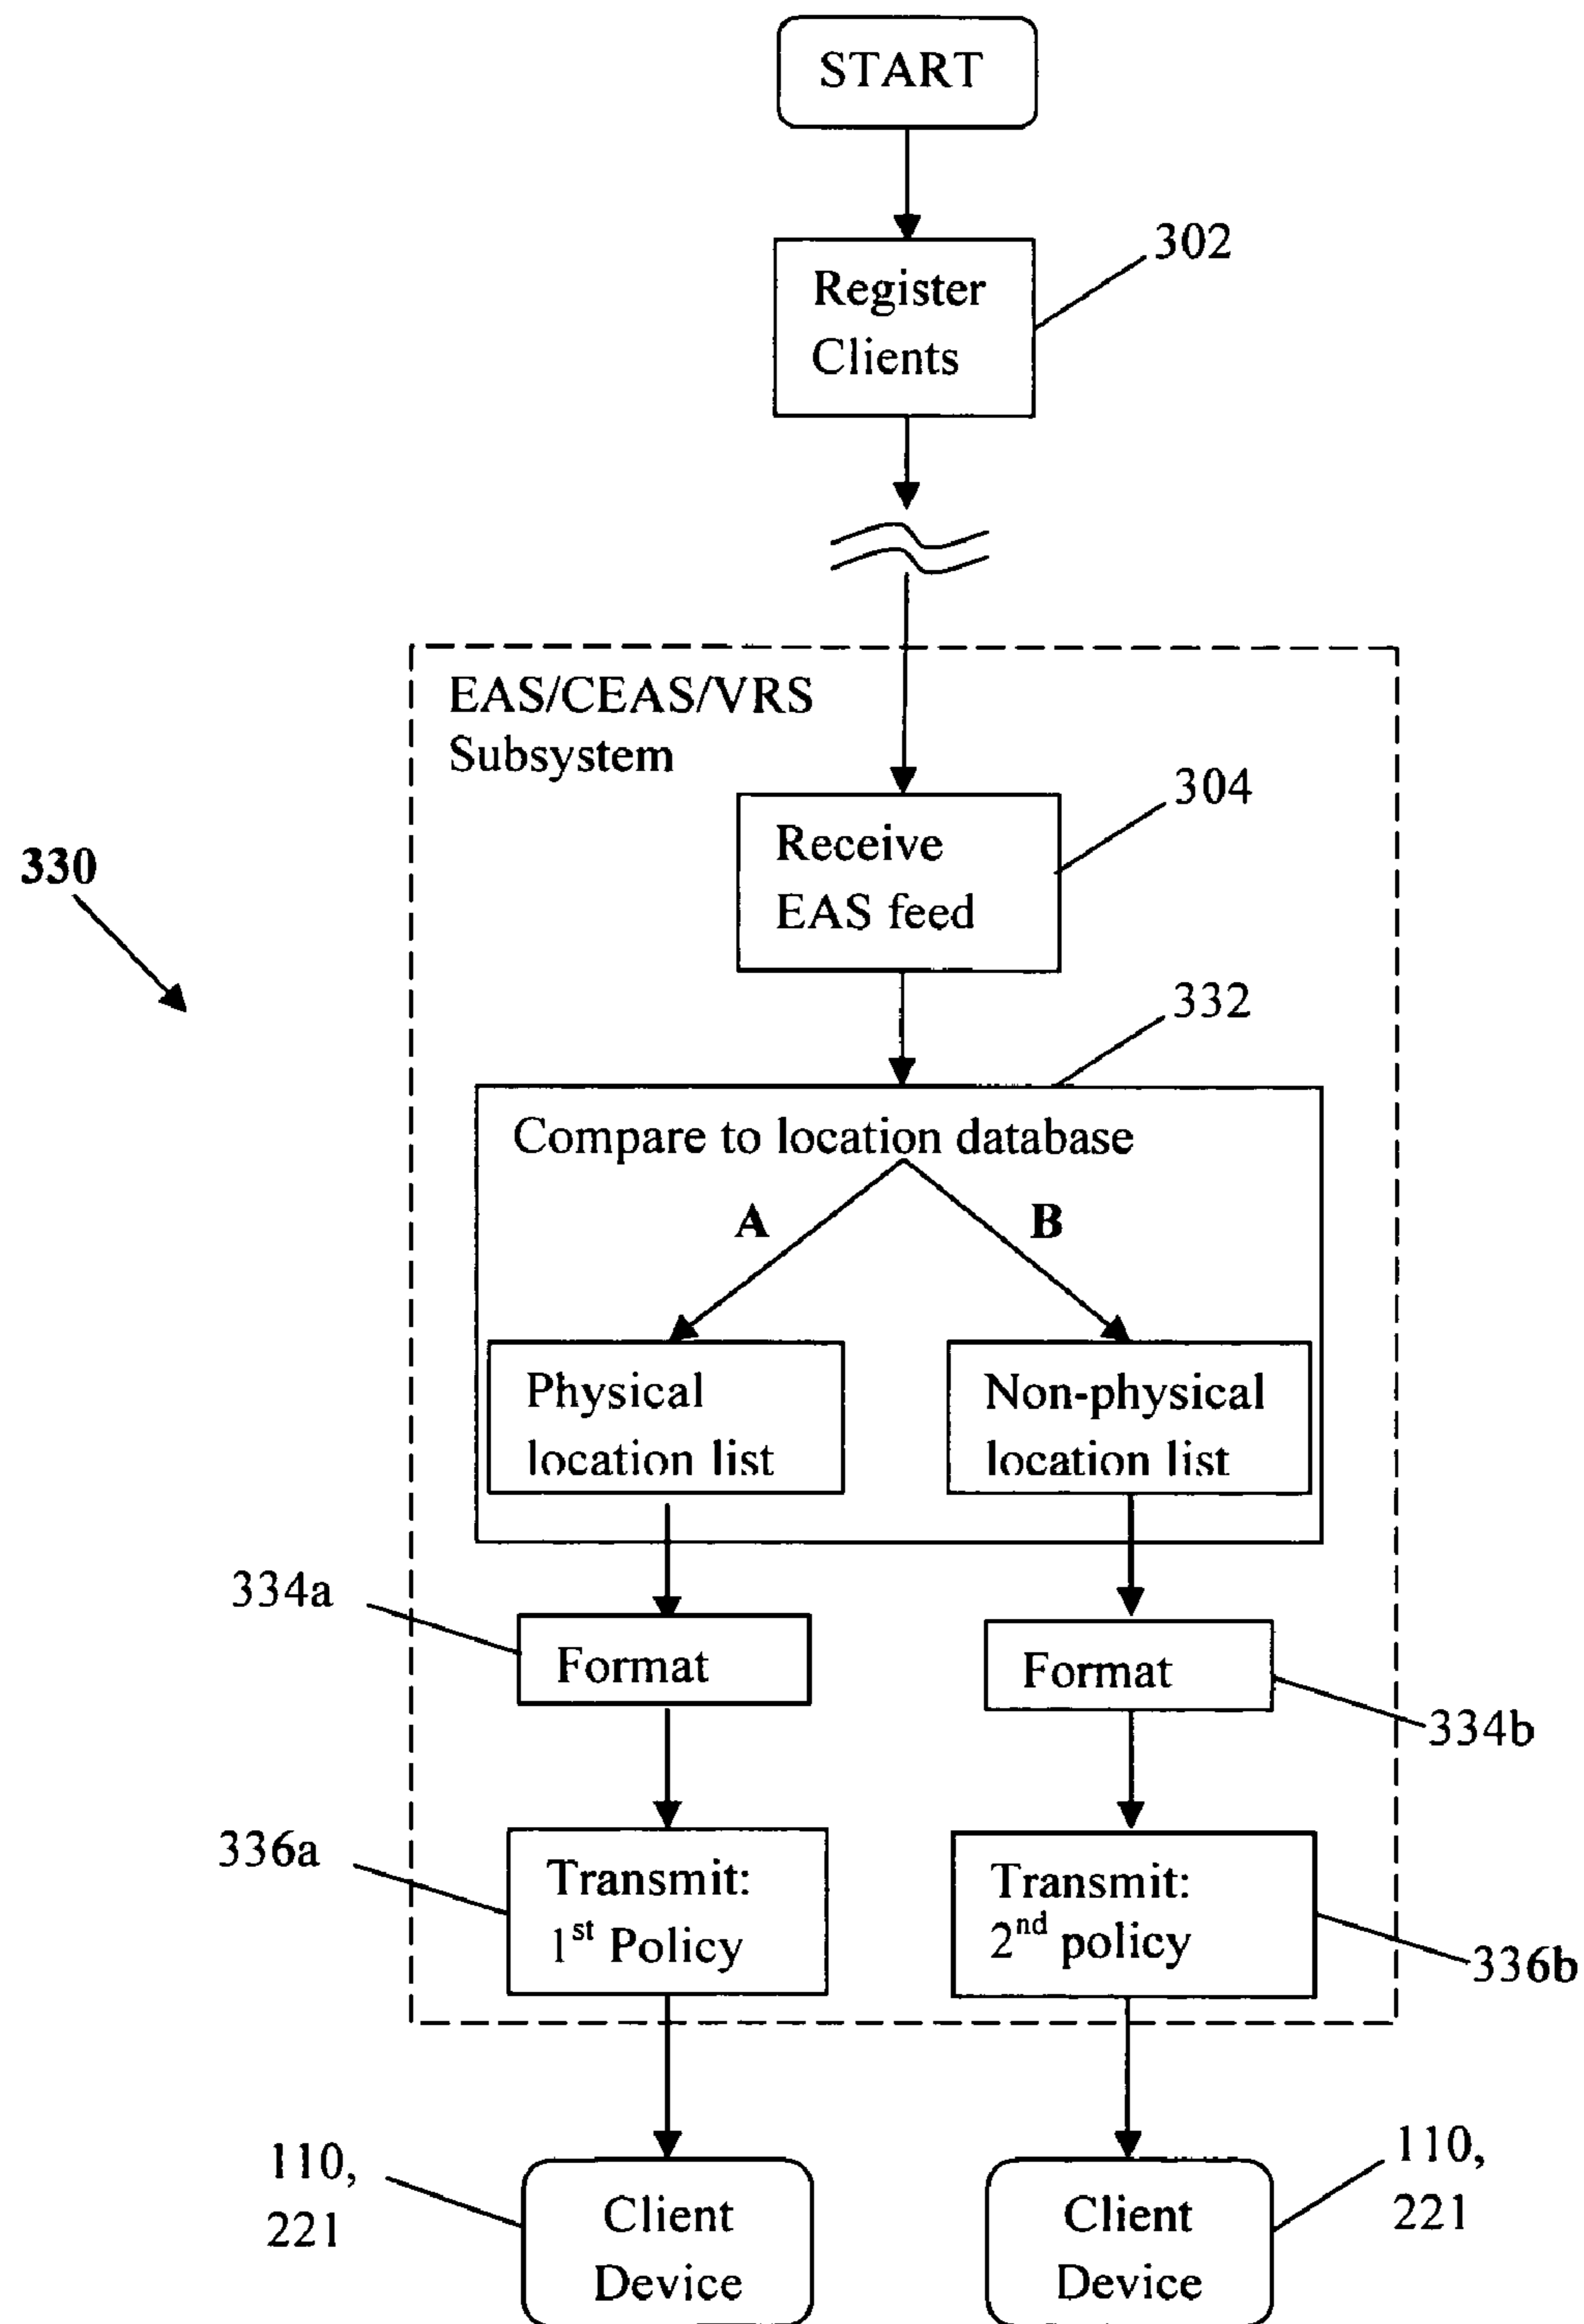 START
302
Register
Clients
EAS/CEAS/VRS
Subsystem
304
Receive
EAS feed
330
332
Compare to location database
A
B
Physical
location list
Non-physical
location list
334a
Format
Format
334b
336a
Transmit:
1st Policy
Transmit:
2nd policy
336b
110,
221
Client
Device
Client
Device
110,
221